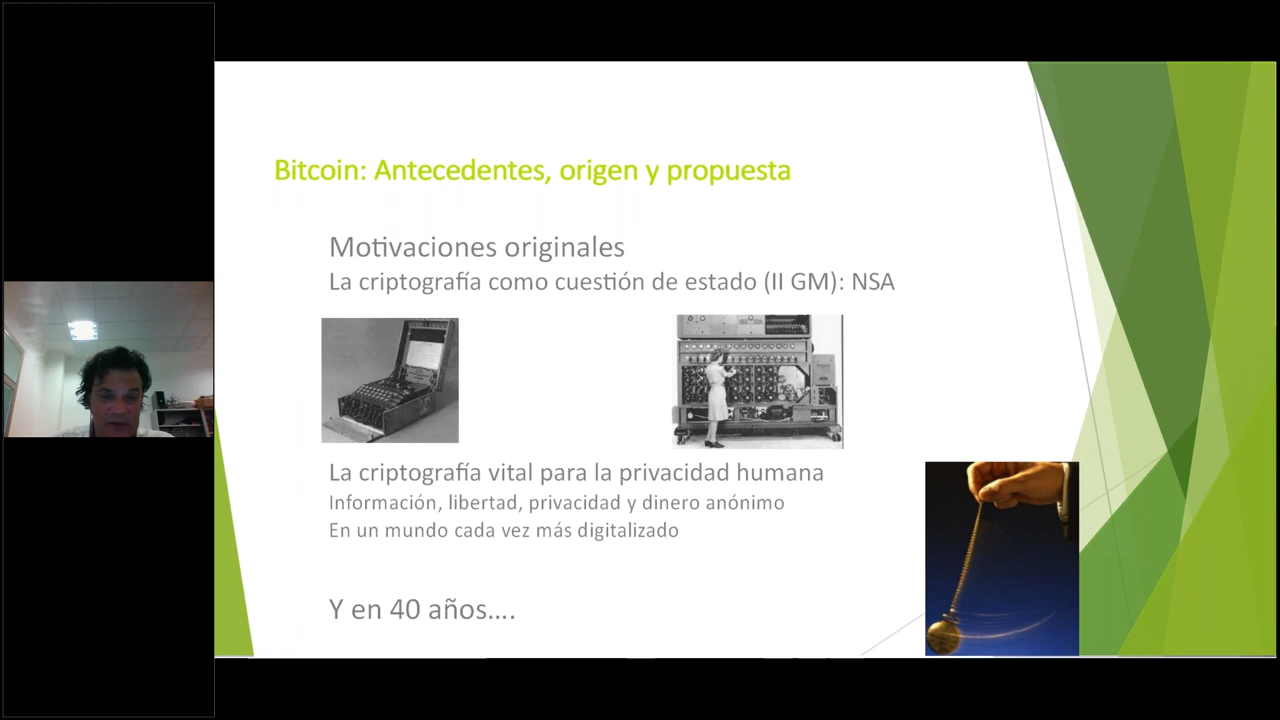 Bitcoin: Antecedentes, origen y propuesta
Motivaciones originales
La criptografía como cuestión de estado (II GM): NSA
La criptografía vital para la privacidad humana
Información, libertad, privacidad y dinero anónimo
En un mundo cada vez más digitalizado
Y en 40 años....